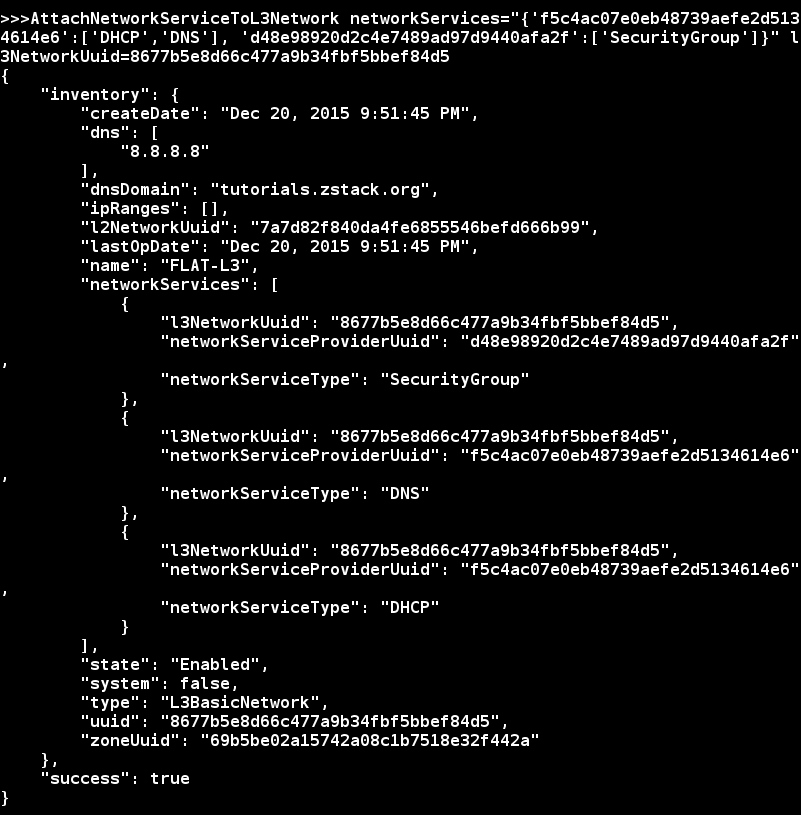 >>>AttachNetworkServiceToL3Network networkServices="{'f5c4ac07e0eb48739aefe2d513
4614e6':['DHCP','DNS'], 'd48e98920d2c4e7489ad97d9440afa2f':['SecurityGroup']}" l
3NetworkUuid=8677b5e8d66c477a9b34fbf5bbef84d5
{
    "inventory": {
        "createDate": "Dec 20, 2015 9:51:45 PM",
        "dns": [
            "8.8.8.8"
        ],
        "dnsDomain": "tutorials.zstack.org",
        "ipRanges": [],
        "l2NetworkUuid": "7a7d82f840da4fe6855546befd666b99",
        "lastOpDate": "Dec 20, 2015 9:51:45 PM",
        "name": "FLAT-L3",
        "networkServices": [
            {
                "l3NetworkUuid": "8677b5e8d66c477a9b34fbf5bbef84d5",
                "networkServiceProviderUuid": "d48e98920d2c4e7489ad97d9440afa2f"
,
                "networkServiceType": "SecurityGroup"
            },
            {
                "l3NetworkUuid": "8677b5e8d66c477a9b34fbf5bbef84d5",
                "networkServiceProviderUuid": "f5c4ac07e0eb48739aefe2d5134614e6"
,
                "networkServiceType": "DNS"
            },
            {
                "l3NetworkUuid": "8677b5e8d66c477a9b34fbf5bbef84d5",
                "networkServiceProviderUuid": "f5c4ac07e0eb48739aefe2d5134614e6"
,
                "networkServiceType": "DHCP"
            }
        ],
        "state": "Enabled",
        "system": false,
        "type": "L3BasicNetwork",
        "uuid": "8677b5e8d66c477a9b34fbf5bbef84d5",
        "zoneUuid": "69b5be02a15742a08c1b7518e32f442a"
    },
    "success": true
}